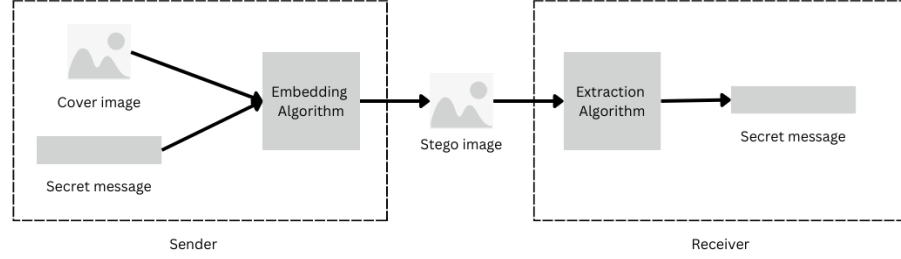 Cover image
Secret message
Embedding
Algorithm
Stego image
Extraction
Algorithm
Secret message
Sender
Receiver